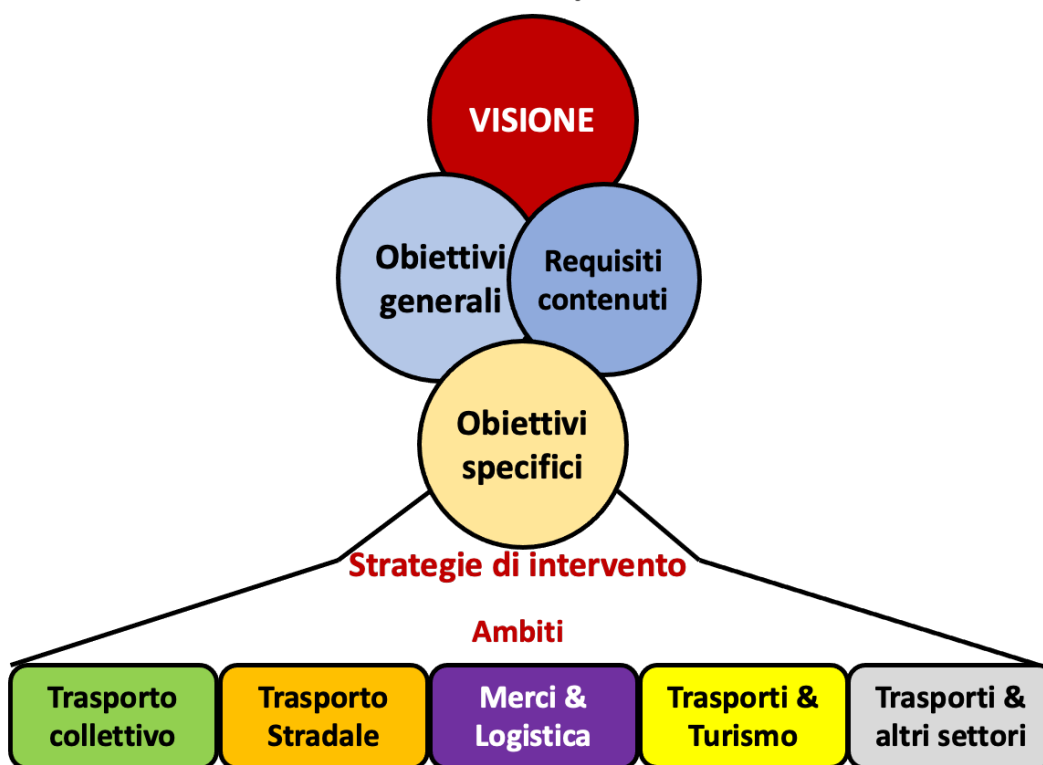 VISIONE
Obiettivi
generali
Requisiti
contenuti
Obiettivi
specifici
Strategie di intervento
Ambiti
Trasporto
collettivo
Trasporto
Stradale
Merci &
Logistica
Trasporti &
Turismo
Trasporti &
altri settori